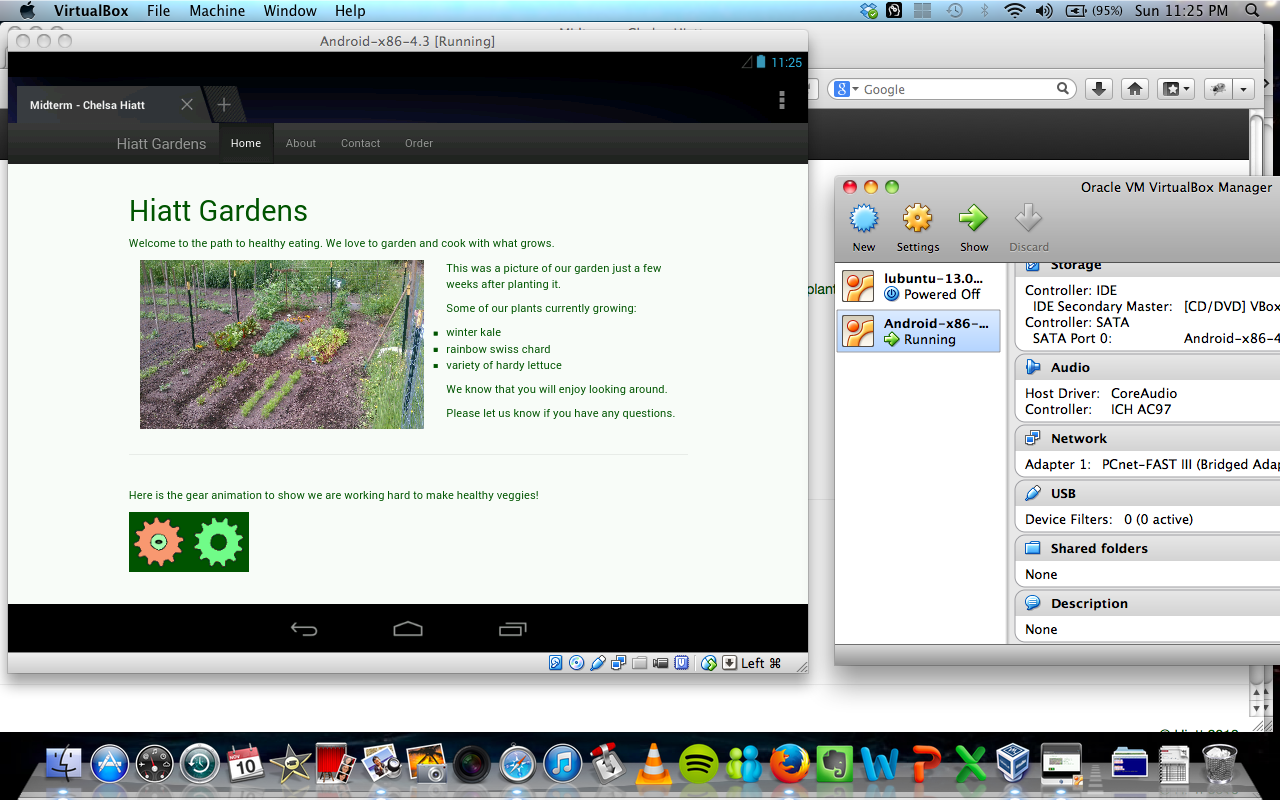 VirtualBox File Machine Window Help (95%) Sun 11:25 PM
Android-x86-4.3 [Running]
11:25
Midterm - Chelsa Hiatt
Google
Hiatt Gardens Home About Contact Order
Hiatt Gardens
Welcome to the path to healthy eating. We love to garden and cook with what grows.
This was a picture of our garden just a few
weeks after planting it.
Some of our plants currently growing:
winter kale
rainbow swiss chard
variety of hardy lettuce
We know that you will enjoy looking around.
Please let us know if you have any questions.
Here is the gear animation to show we are working hard to make healthy veggies!
Left ⌘
plant
Oracle VM VirtualBox Manager
New Settings Show Discard
lubuntu-13.0...
Powered Off
Android-x86-...
Running
Storage
Controller: IDE
IDE Secondary Master: [CD/DVD] VBox
Controller: SATA
SATA Port 0: Android-x86-4
Audio
Host Driver: CoreAudio
Controller: ICH AC97
Network
Adapter 1: PCnet-FAST III (Bridged Adap
USB
Device Filters: 0 (0 active)
Shared folders
None
Description
None
NOV
10